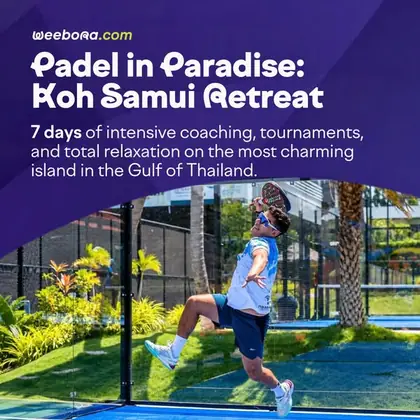 weebora.com
Padel in Paradise:
Koh Samui Retreat
7 days of intensive coaching, tournaments,
and total relaxation on the most charming
island in the Gulf of Thailand.